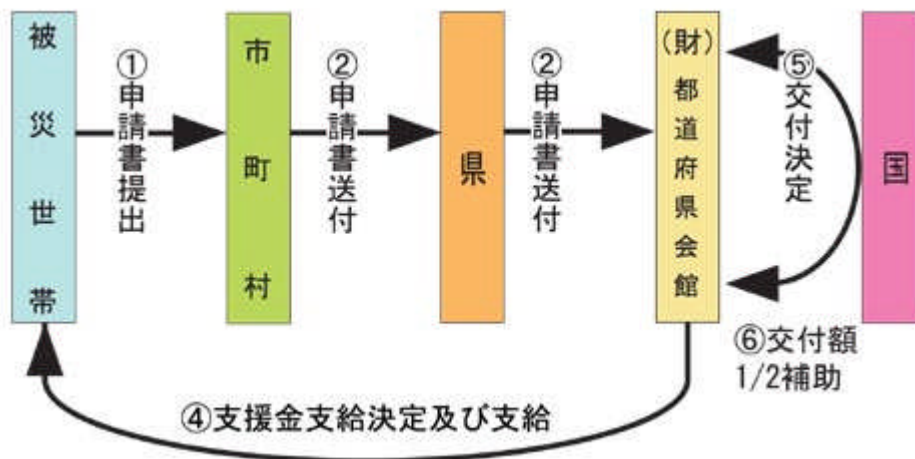 被災世帯
①申請書提出
市町村
②申請書送付
県
②申請書送付
(財)都道府県会館
⑤交付決定
国
⑥交付額
1/2補助
④支援金支給決定及び支給